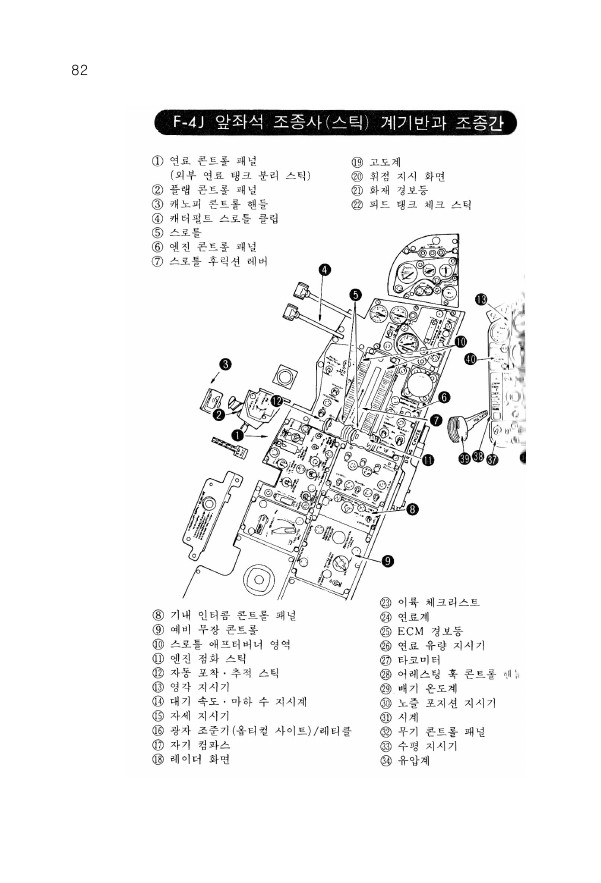 82
F-4J 앞좌석 조종사(스틱) 계기반과 조종간
① 연료 콘트롤 패널
(외부 연료 탱크 분리 스틱)
② 플랩 콘트롤 패널
③ 캐노피 콘트롤 핸들
④ 캐터펄트 스로틀 클립
⑤ 스로틀
⑥ 엔진 콘트롤 패널
⑦ 스로틀 후릭션 레버
⑲ 고도계
⑳ 휘점 지시 화면
㉑ 화재 경보등
㉒ 피드 탱크 체크 스틱
❹
❺
⓭
❿
㊵
❸
❻
⓬
❷
❼
❶
⓫
㊴
㊳
㊲
❽
❾
⑧ 기내 인터콤 콘트롤 패널
⑨ 예비 무장 콘트롤
⑩ 스로틀 애프터버너 영역
⑪ 엔진 점화 스틱
⑫ 자동 포착·추적 스틱
⑬ 영각 지시기
⑭ 대기 속도·마하 수 지시계
⑮ 자세 지시기
⑯ 광자 조준기(옵티컬 사이트)/레티클
⑰ 자기 컴파스
⑱ 레이더 화면
㉓ 이륙 체크리스트
㉔ 연료계
㉕ ECM 경보등
㉖ 연료 유량 지시기
㉗ 타코미터
㉘ 어레스팅 훅 콘트롤
㉙ 배기 온도계
㉚ 노즐 포지션 지시기
㉛ 시계
㉜ 무기 콘트롤 패널
㉝ 수평 지시기
㉞ 유압계